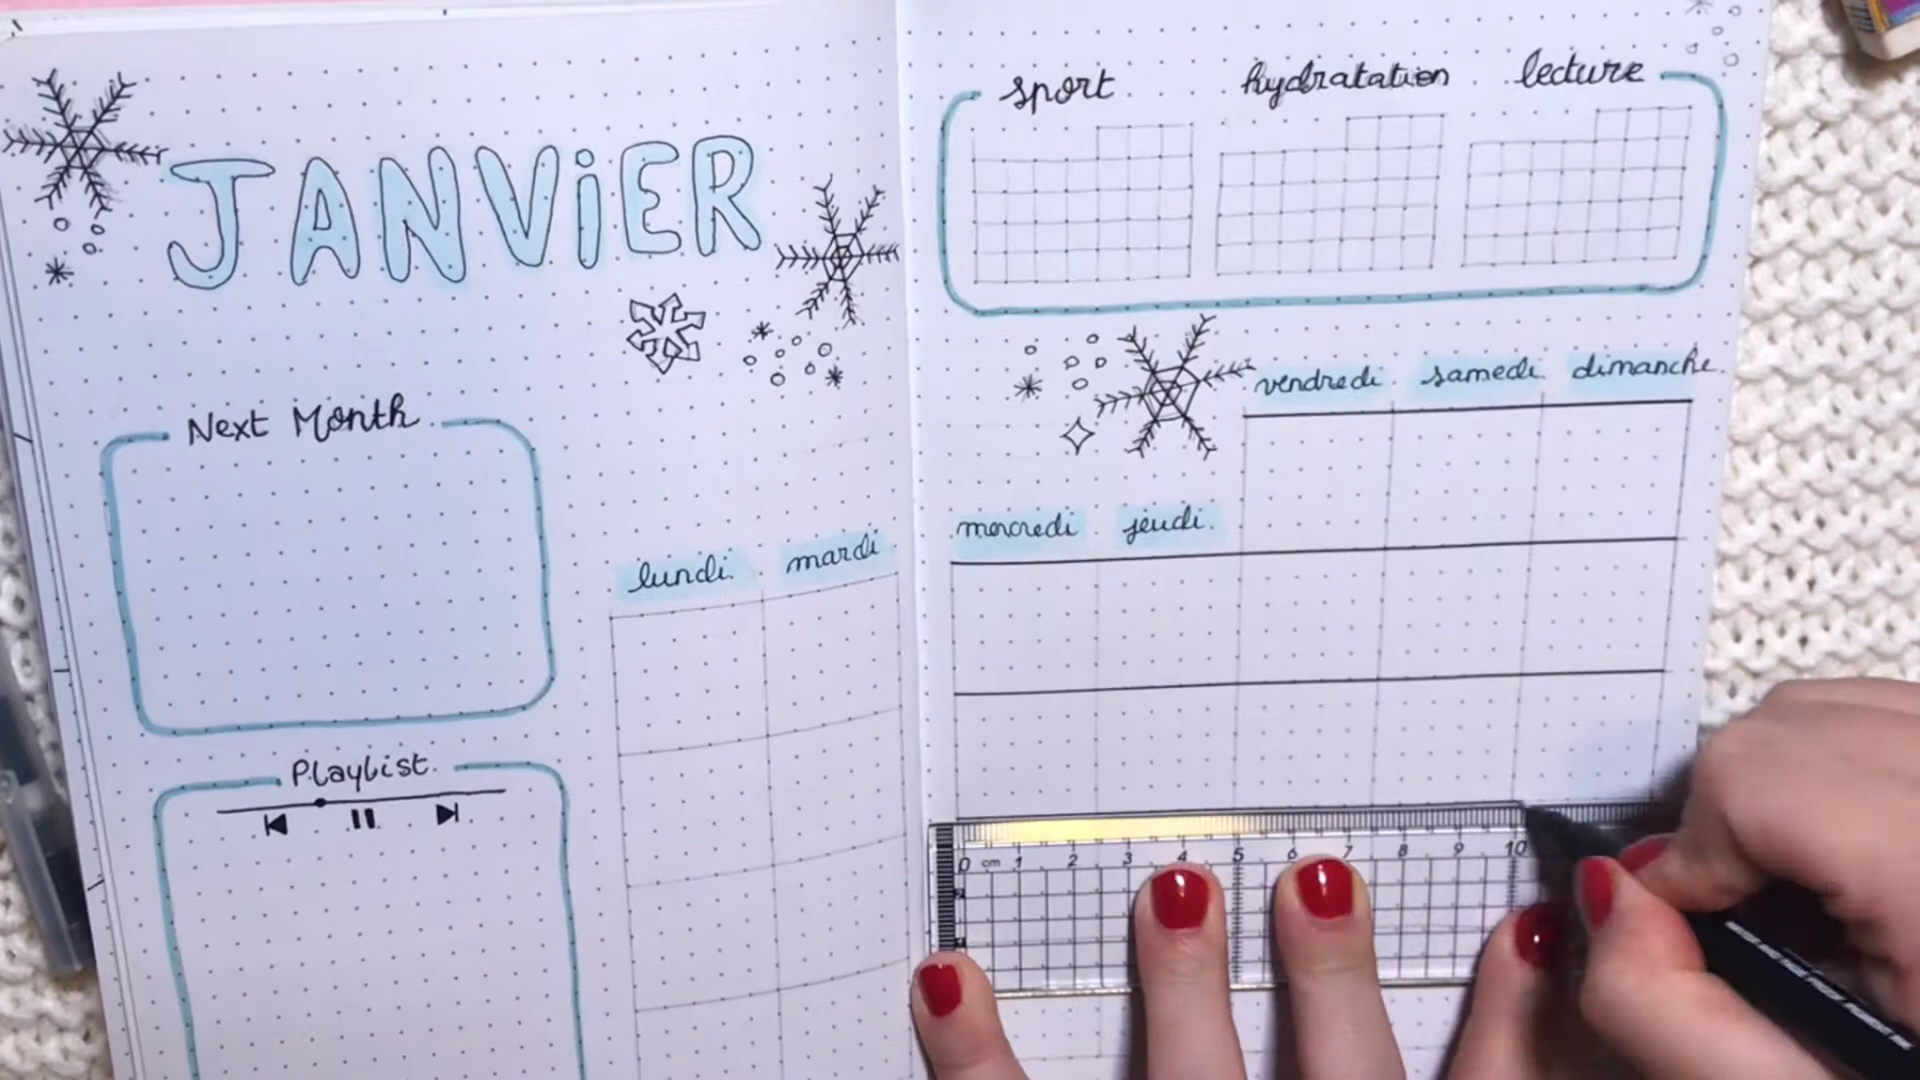 JANVIER
Next Month
Playlist
lundi mardi
sport hydratation lecture
vendredi samedi dimanche
mercredi jeudi
0 cm 1 2 3 4 5 6 7 8 9 10